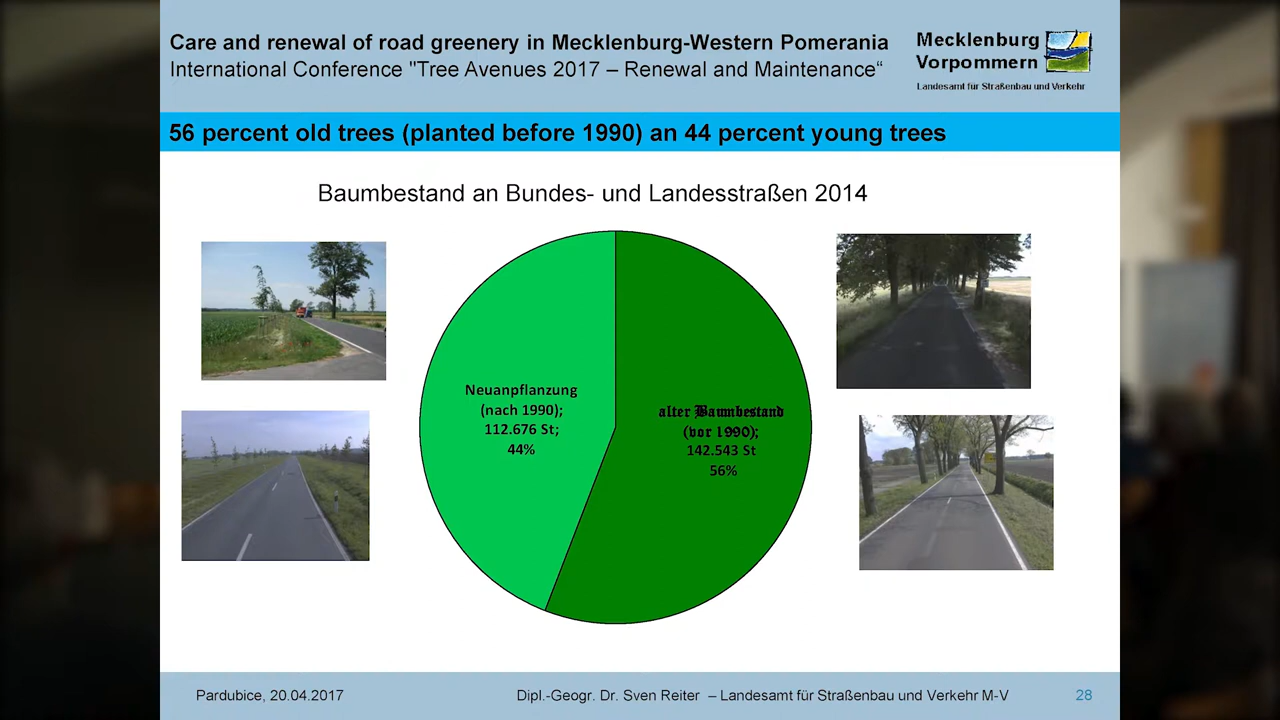 Care and renewal of road greenery in Mecklenburg-Western Pomerania
International Conference "Tree Avenues 2017 – Renewal and Maintenance“
Mecklenburg
Vorpommern
Landesamt für Straßenbau und Verkehr
56 percent old trees (planted before 1990) an 44 percent young trees
Baumbestand an Bundes- und Landesstraßen 2014
Neuanpflanzung
(nach 1990);
112.676 St;
44%
alter Baumbestand
(vor 1990);
142.543 St
56%
Pardubice, 20.04.2017
Dipl.-Geogr. Dr. Sven Reiter – Landesamt für Straßenbau und Verkehr M-V
28